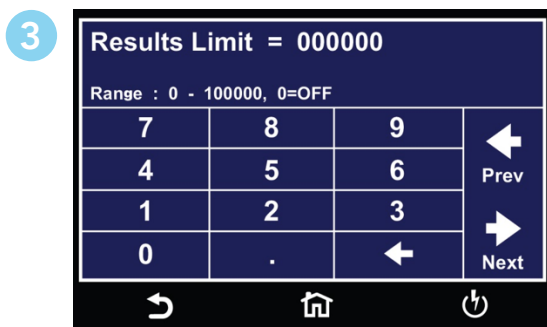 3
Results Limit = 000000
Range : 0 - 100000, 0=OFF
7 8 9
4 5 6
Prev
1 2 3
0 .
Next